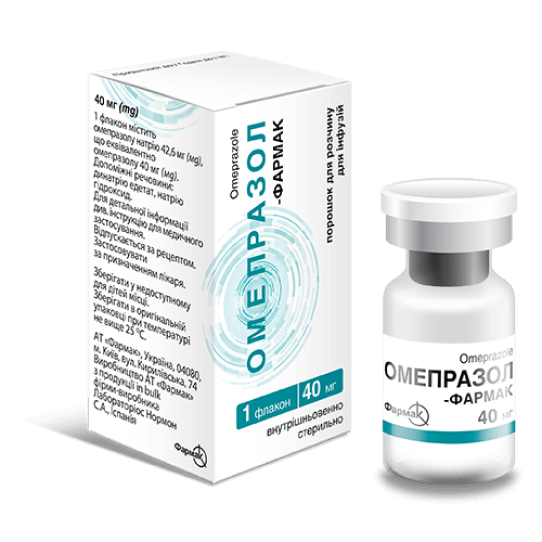 40 мг (mg)
1 флакон містить
омепразолу натрію 42,6 мг (mg),
що еквівалентно
омепразолу 40 мг (mg).
Допоміжні речовини:
динатрію едетат, натрію
гідроксид.
Для детальної інформації
див. інструкцію для медичного
застосування.
Відпускається за рецептом.
Застосовувати
за призначенням лікаря.
Зберігати у недоступному
для дітей місці.
Зберігати в оригінальній
упаковці при температурі
не вище 25 °C.
АТ «Фармак», Україна, 04080,
м. Київ, вул. Кирилівська, 74
Виробництво АТ «Фармак»
з продукції in bulk
фірми-виробника
Лабораторіос Нормон
С.А., Іспанія
Фармак
Omeprazole
ОМЕПРАЗОЛ
-ФАРМАК
порошок для розчину
для інфузій
1 флакон 40 мг
внутрішньовенно
стерильно
Omeprazole
ОМЕПРАЗОЛ
-ФАРМАК
Фармак
40 мг